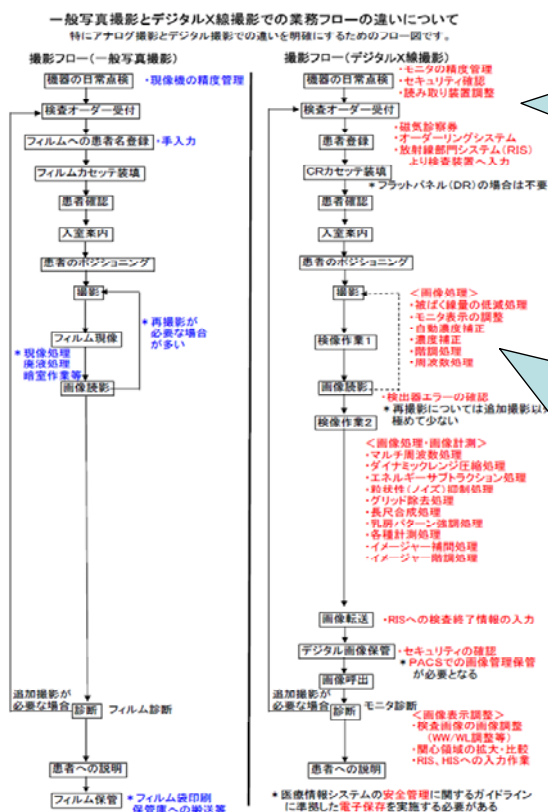 一般写真撮影とデジタルX線撮影での業務フローの違いについて
特にアナログ撮影とデジタル撮影での違いを明確にするためのフロー図です。
撮影フロー(一般写真撮影)
機器の日常点検
・現像機の精度管理
検査オーダー受付
フィルムへの患者名登録
・手入力
フィルムカセッテ装填
患者確認
入室案内
患者のポジショニング
撮影
*再撮影が
必要な場合
が多い
フィルム現像
*現像処理
廃液処理
暗室作業等
画像読影
追加撮影が
必要な場合
診断
フィルム診断
患者への説明
フィルム保管
*フィルム袋印刷
保管庫への搬送等
撮影フロー(デジタルX線撮影)
機器の日常点検
・モニタの精度管理
・セキュリティ確認
・読み取り装置調整
検査オーダー受付
患者登録
・磁気診察券
・オーダーリングシステム
・放射線部門システム(RIS)
より検査装置へ入力
CRカセッテ装填
*フラットパネル(DR)の場合は不要
患者確認
入室案内
患者のポジショニング
撮影
<画像処理>
・被ばく線量の低減処理
・モニタ表示の調整
・自動濃度補正
・濃度補正
・階調処理
・周波数処理
検像作業1
画像読影
・検出器エラーの確認
*再撮影については追加撮影以
極めて少ない
検像作業2
<画像処理・画像計測>
・マルチ周波数処理
・ダイナミックレンジ圧縮処理
・エネルギーサブトラクション処理
・粒状性(ノイズ)抑制処理
・グリッド除去処理
・長尺合成処理
・乳房パターン強調処理
・各種計測処理
・イメージャー補間処理
・イメージャー階調処理
画像転送
・RISへの検査終了情報の入力
デジタル画像保管
・セキュリティの確認
*PACSでの画像管理保管
が必要となる
画像呼出
追加撮影が
必要な場合
診断
モニタ診断
<画像表示調整>
・検査画像の画像調整
(WW/WL調整等)
・関心領域の拡大・比較
・RIS、HISへの入力作業
患者への説明
*医療情報システムの安全管理に関するガイドライン
に準拠した電子保存を実施する必要がある